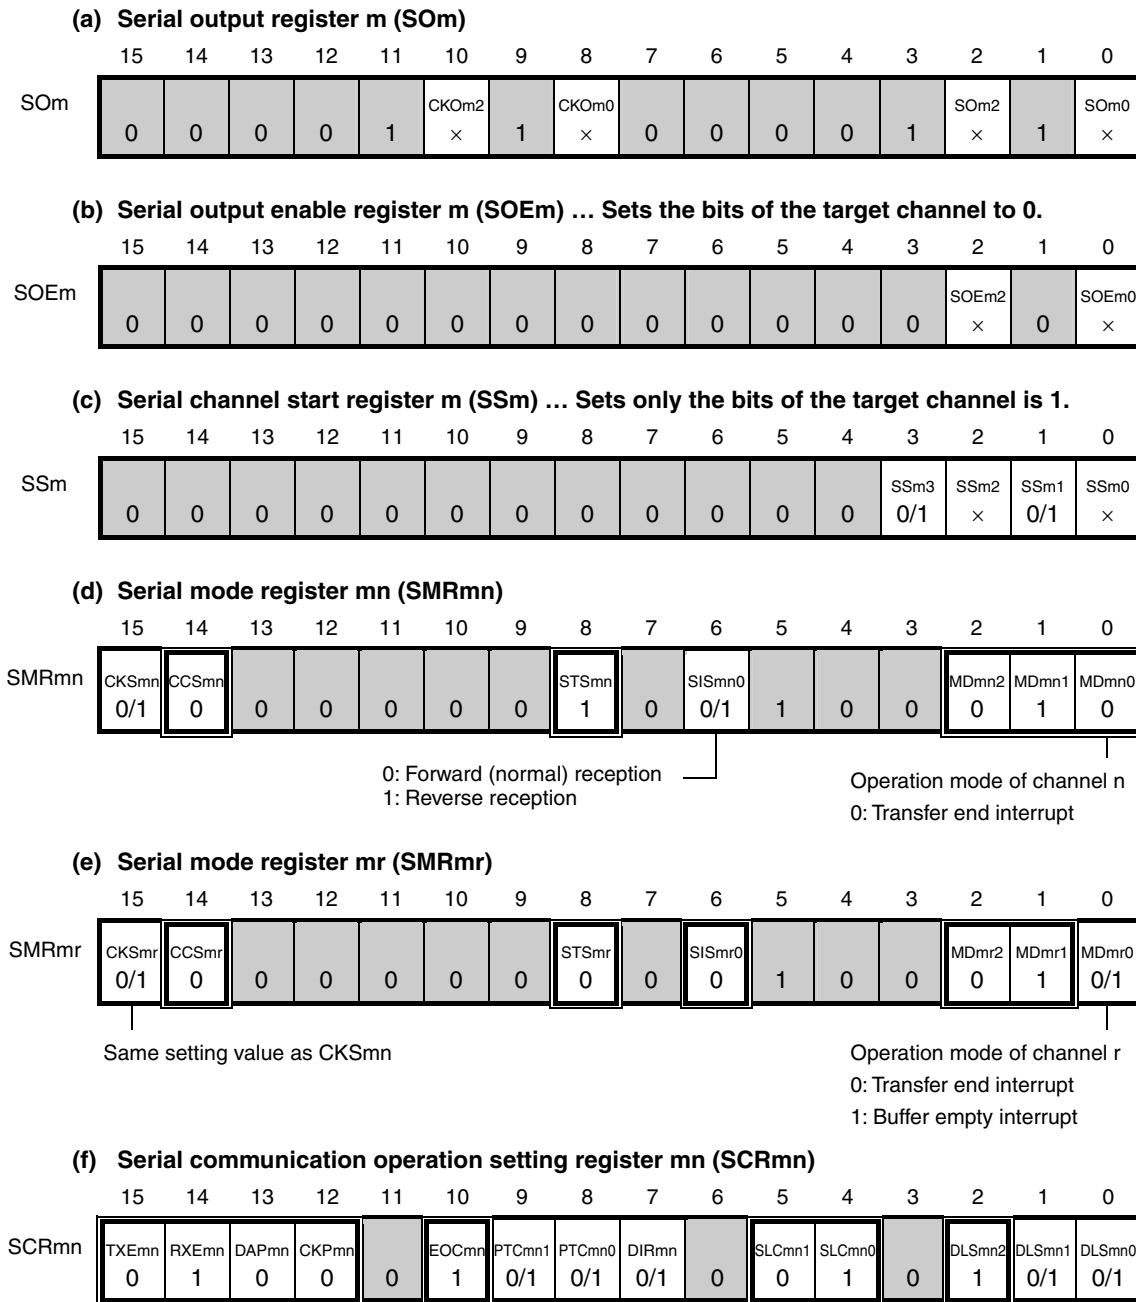 (a) Serial output register m (SOm)
15 14 13 12 11 10 9 8 7 6 5 4 3 2 1 0
CKOm2 CKOm0 SOm2 SOm0
SOm 0 0 0 0 1 × 1 × 0 0 0 0 1 × 1 ×
(b) Serial output enable register m (SOEm) … Sets the bits of the target channel to 0.
15 14 13 12 11 10 9 8 7 6 5 4 3 2 1 0
SOEm2 SOEm0
SOEm 0 0 0 0 0 0 0 0 0 0 0 0 0 × 0 ×
(c) Serial channel start register m (SSm) … Sets only the bits of the target channel is 1.
15 14 13 12 11 10 9 8 7 6 5 4 3 2 1 0
SSm3 SSm2 SSm1 SSm0
SSm 0 0 0 0 0 0 0 0 0 0 0 0 0/1 × 0/1 ×
(d) Serial mode register mn (SMRmn)
15 14 13 12 11 10 9 8 7 6 5 4 3 2 1 0
CKSmn CCSmn STSmn SISmn0 MDmn2 MDmn1 MDmn0
SMRmn 0/1 0 0 0 0 0 0 1 0 0/1 1 0 0 0 1 0
0: Forward (normal) reception
1: Reverse reception
Operation mode of channel n
0: Transfer end interrupt
(e) Serial mode register mr (SMRmr)
15 14 13 12 11 10 9 8 7 6 5 4 3 2 1 0
CKSmr CCSmr STSmr SISmr0 MDmr2 MDmr1 MDmr0
SMRmr 0/1 0 0 0 0 0 0 0 0 0 1 0 0 0 1 0/1
Same setting value as CKSmn
Operation mode of channel r
0: Transfer end interrupt
1: Buffer empty interrupt
(f) Serial communication operation setting register mn (SCRmn)
15 14 13 12 11 10 9 8 7 6 5 4 3 2 1 0
TXEmn RXEmn DAPmn CKPmn EOCmn PTCmn1 PTCmn0 DIRmn SLCmn1 SLCmn0 DLSmn2 DLSmn1 DLSmn0
SCRmn 0 1 0 0 0 1 0/1 0/1 0/1 0 0 1 0 1 0/1 0/1